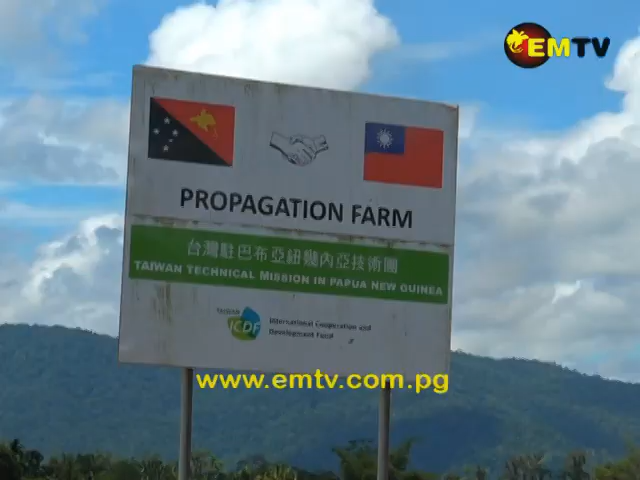 EMTV
PROPAGATION FARM
台灣駐巴布亞紐幾內亞技術團
TAIWAN TECHNICAL MISSION IN PAPUA NEW GUINEA
TAIWAN
ICDF
International Cooperation and
Development Fund
www.emtv.com.pg